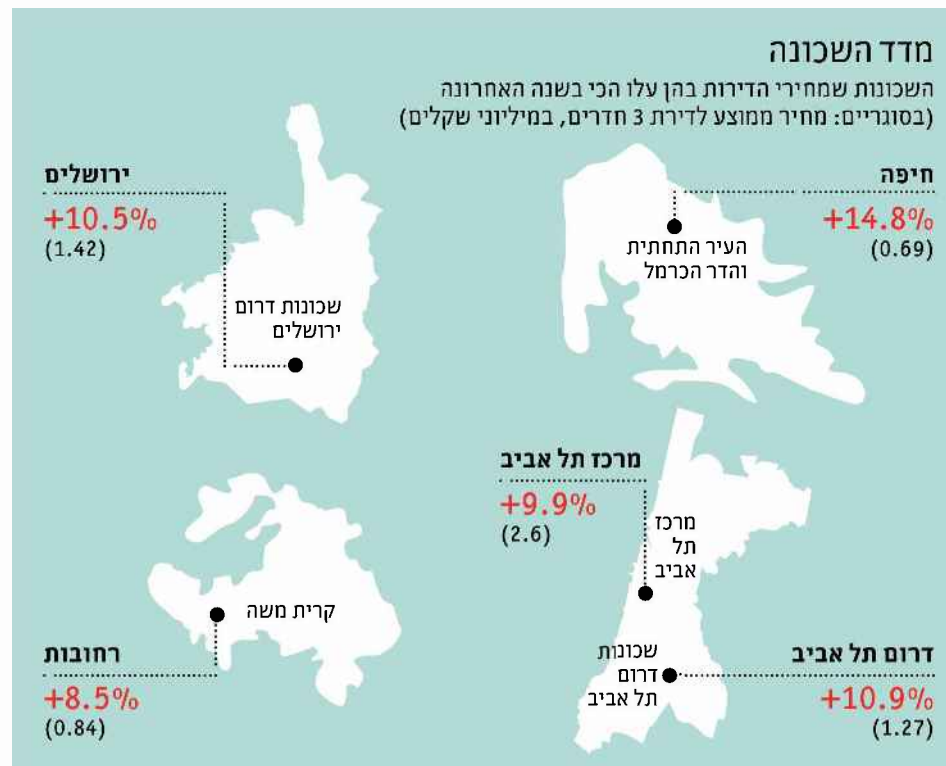 מדד השכונה
השכונות שמחירי הדירות בהן עלו הכי בשנה האחרונה
(בסוגריים: מחיר ממוצע לדירת 3 חדרים, במיליוני שקלים)
חיפה
+14.8%
(0.69)
העיר התחתית
והדר הכרמל
ירושלים
+10.5%
(1.42)
שכונות דרום
ירושלים
מרכז תל אביב
+9.9%
(2.6)
מרכז
תל
אביב
דרום תל אביב
+10.9%
(1.27)
שכונות
דרום
תל אביב
רחובות
+8.5%
(0.84)
קרית משה